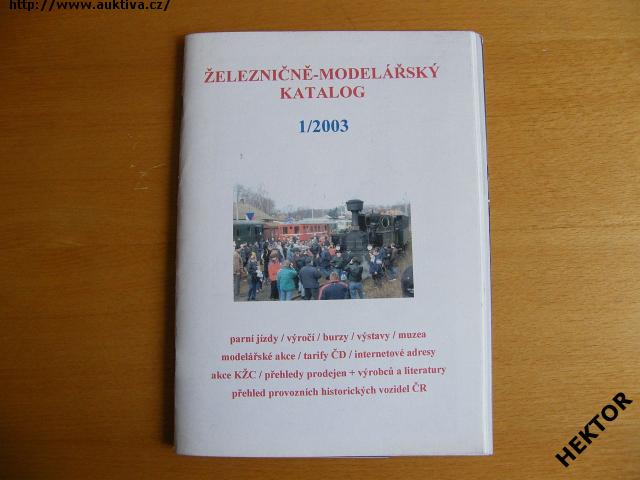 http://www.auktiva.cz/
ŽELEZNIČNĚ-MODELÁŘSKÝ
KATALOG
1/2003
parní jízdy / výročí / burzy / výstavy / muzea
modelářské akce / tarify ČD / internetové adresy
akce KŽC / přehledy prodejen + výrobců a literatury
přehled provozních historických vozidel ČR
HEKTOR